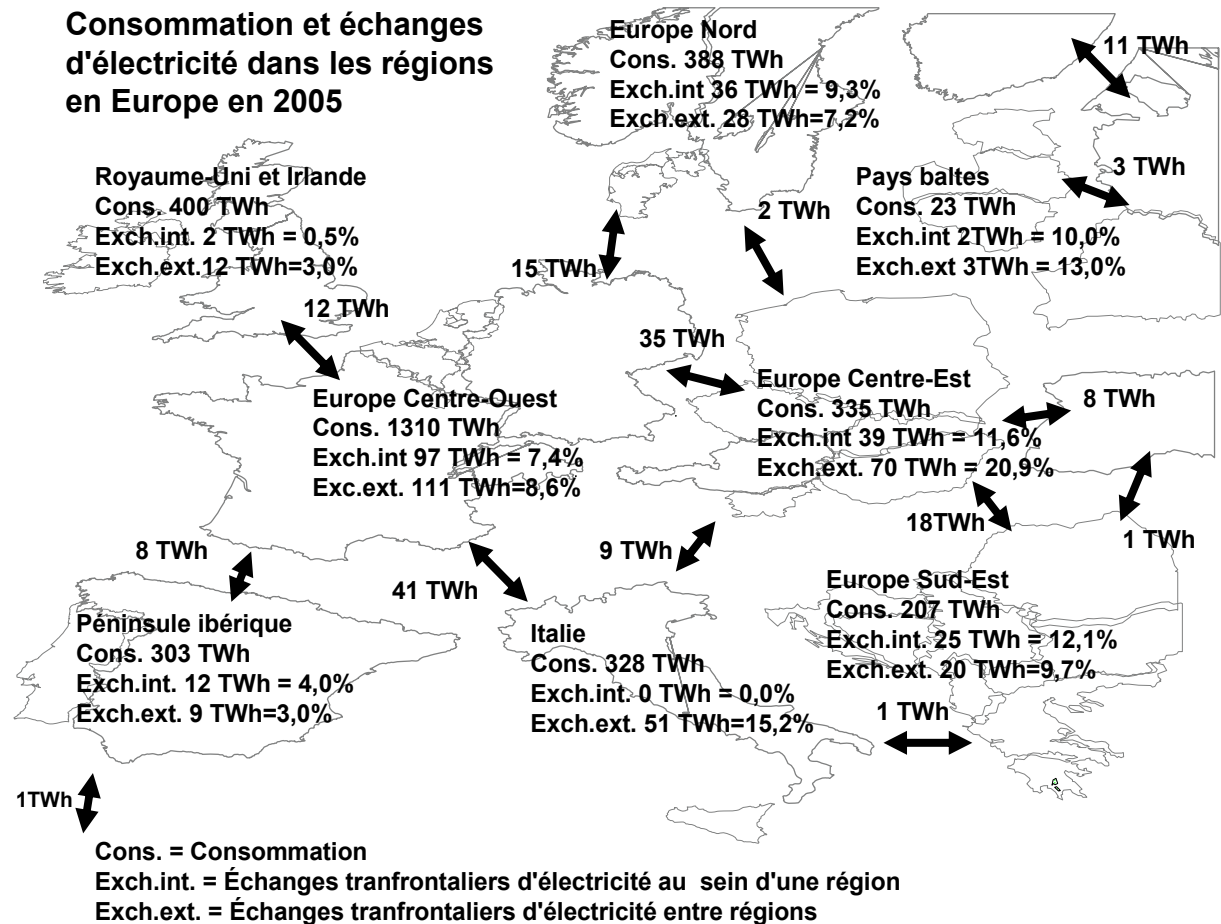 Consommation et échanges
d'électricité dans les régions
en Europe en 2005
Europe Nord
Cons. 388 TWh
Exch.int 36 TWh = 9,3%
Exch.ext. 28 TWh=7,2%
11 TWh
Royaume-Uni et Irlande
Cons. 400 TWh
Exch.int. 2 TWh = 0,5%
Exch.ext.12 TWh=3,0%
Pays baltes
Cons. 23 TWh
Exch.int 2TWh = 10,0%
Exch.ext 3TWh = 13,0%
3 TWh
2 TWh
15 TWh
12 TWh
35 TWh
Europe Centre-Ouest
Cons. 1310 TWh
Exch.int 97 TWh = 7,4%
Exc.ext. 111 TWh=8,6%
Europe Centre-Est
Cons. 335 TWh
Exch.int 39 TWh = 11,6%
Exch.ext. 70 TWh = 20,9%
8 TWh
18TWh
1 TWh
8 TWh
41 TWh
9 TWh
Péninsule ibérique
Cons. 303 TWh
Exch.int. 12 TWh = 4,0%
Exch.ext. 9 TWh=3,0%
Italie
Cons. 328 TWh
Exch.int. 0 TWh = 0,0%
Exch.ext. 51 TWh=15,2%
Europe Sud-Est
Cons. 207 TWh
Exch.int. 25 TWh = 12,1%
Exch.ext. 20 TWh=9,7%
1 TWh
1TWh
Cons. = Consommation
Exch.int. = Échanges tranfrontaliers d'électricité au sein d'une région
Exch.ext. = Échanges tranfrontaliers d'électricité entre régions